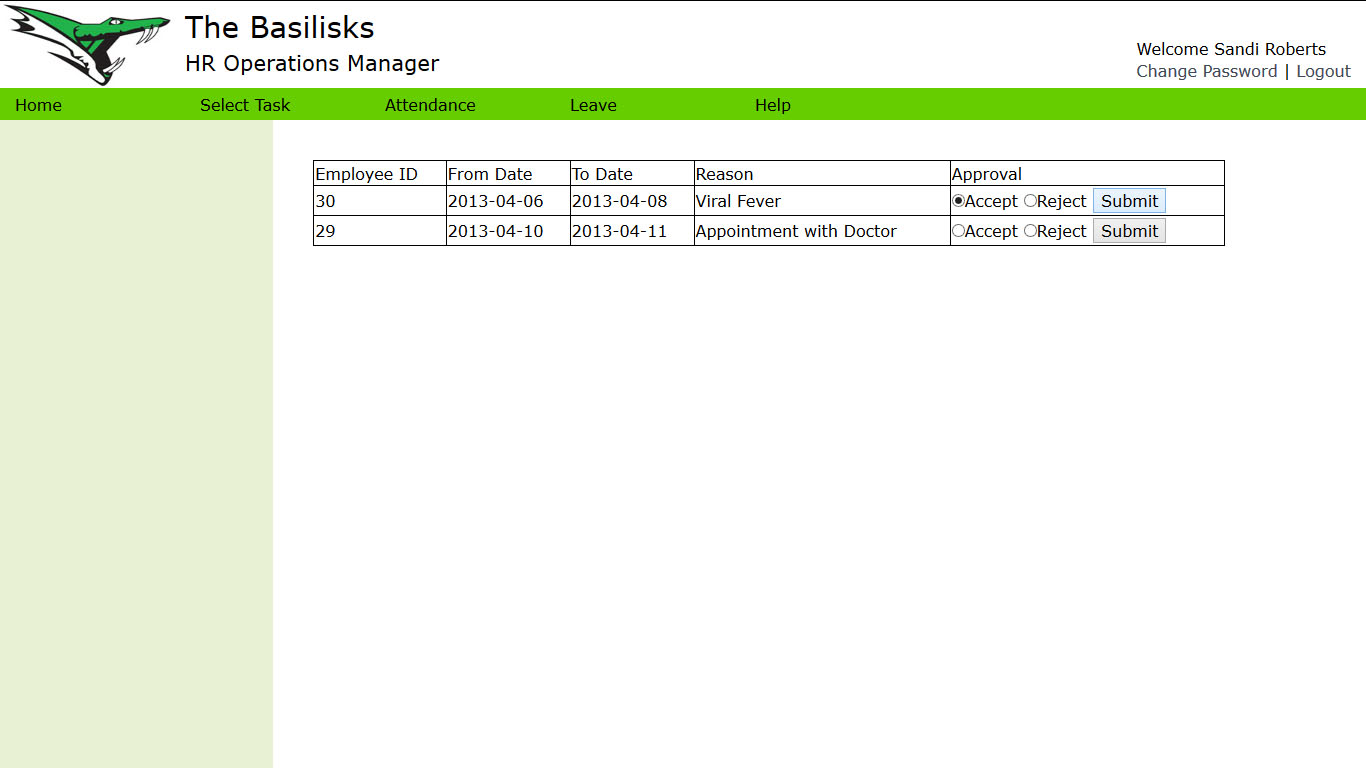 The Basilisks
HR Operations Manager
Welcome Sandi Roberts
Change Password | Logout
Home Select Task Attendance Leave Help
Employee ID From Date To Date Reason Approval
30 2013-04-06 2013-04-08 Viral Fever Accept Reject Submit
29 2013-04-10 2013-04-11 Appointment with Doctor Accept Reject Submit